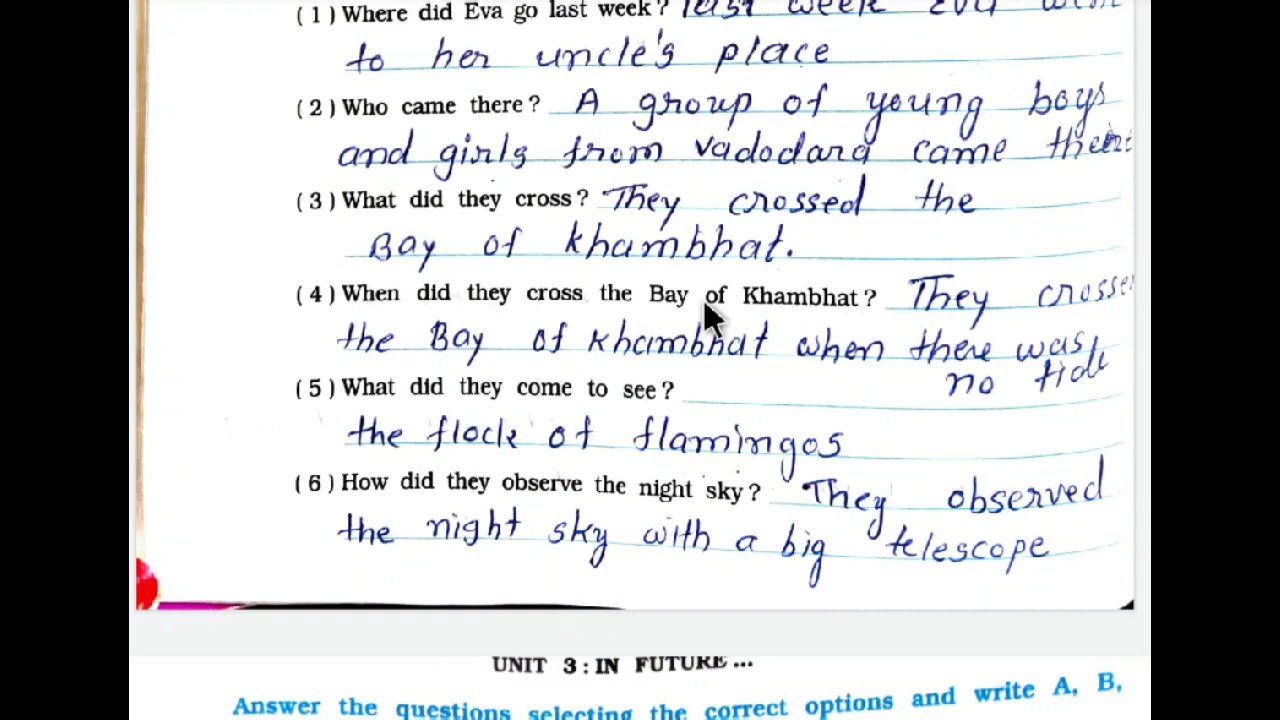 (1) Where did Eva go last week? last week Eva went
to her uncle's place
(2) Who came there? A group of young boys
and girls from vadodara came there
(3) What did they cross? They crossed the
Bay of Khambhat.
(4) When did they cross the Bay of Khambhat? They crosse
the Bay of Khambhat when there was
no tide
(5) What did they come to see?
the flock of flamingos
(6) How did they observe the night sky? They observed
the night sky with a big telescope
UNIT 3 : IN FUTURE ...
Answer the questions selecting the correct options and write A, B,